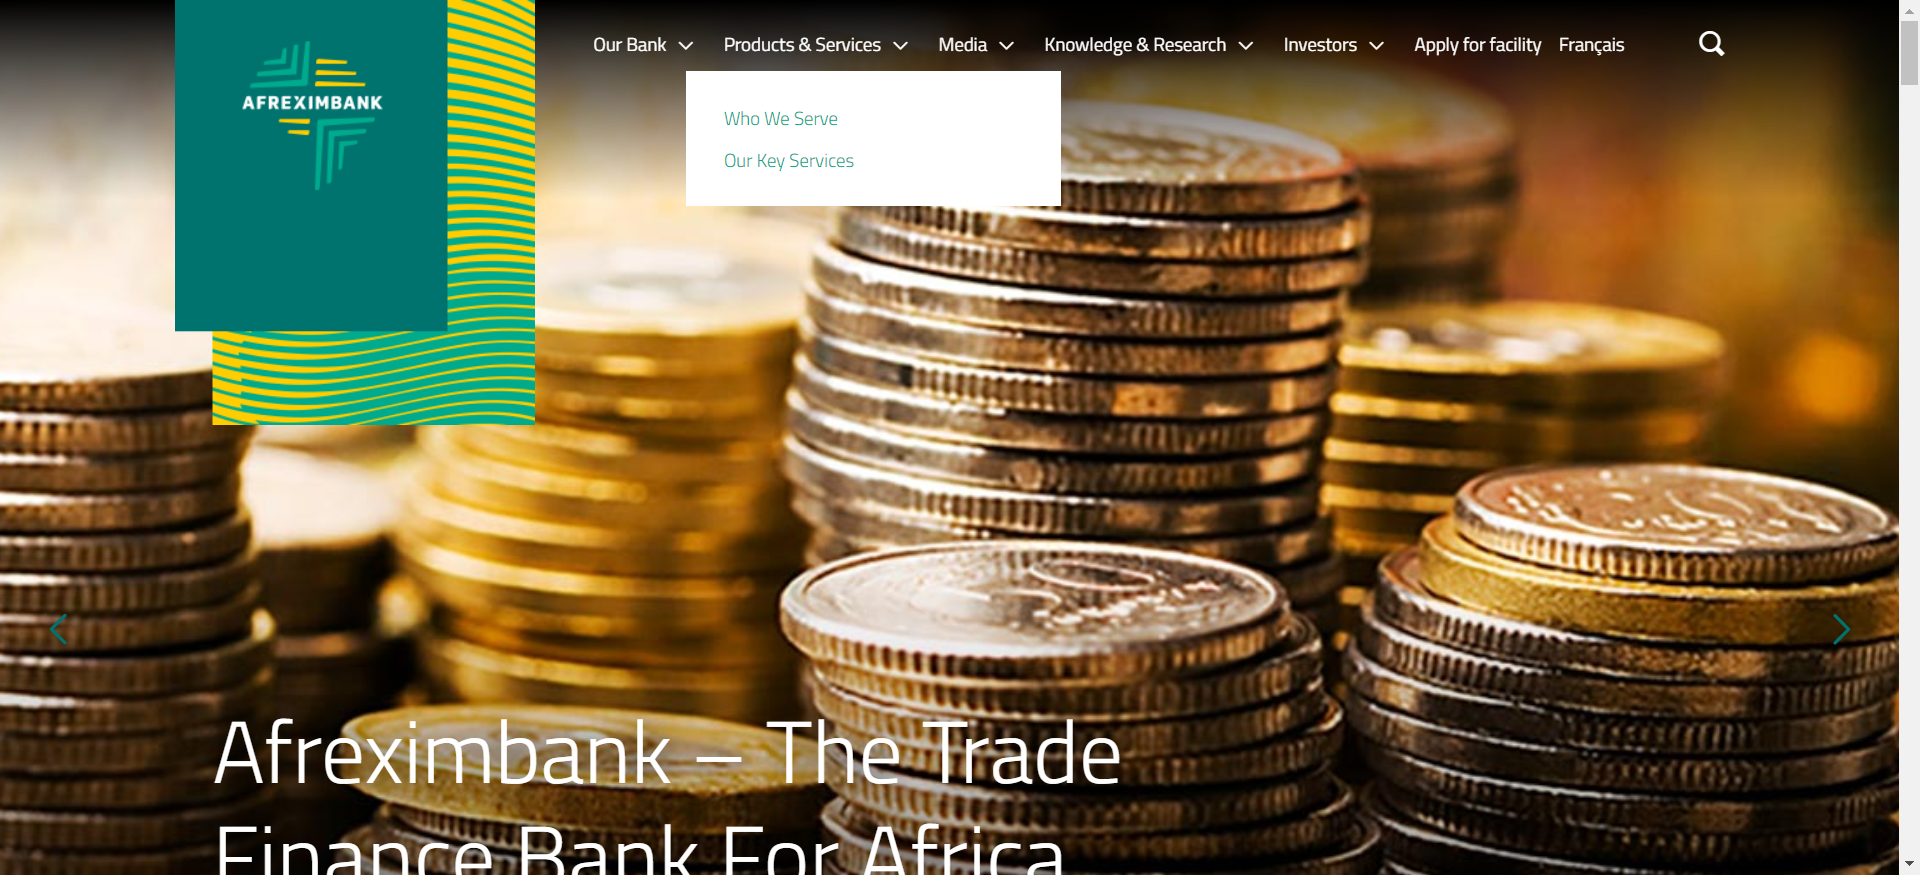 AFREXIMBANK
Our Bank Products & Services Media Knowledge & Research Investors Apply for facility Français
Who We Serve
Our Key Services
Afreximbank – The Trade
Finance Bank For Africa